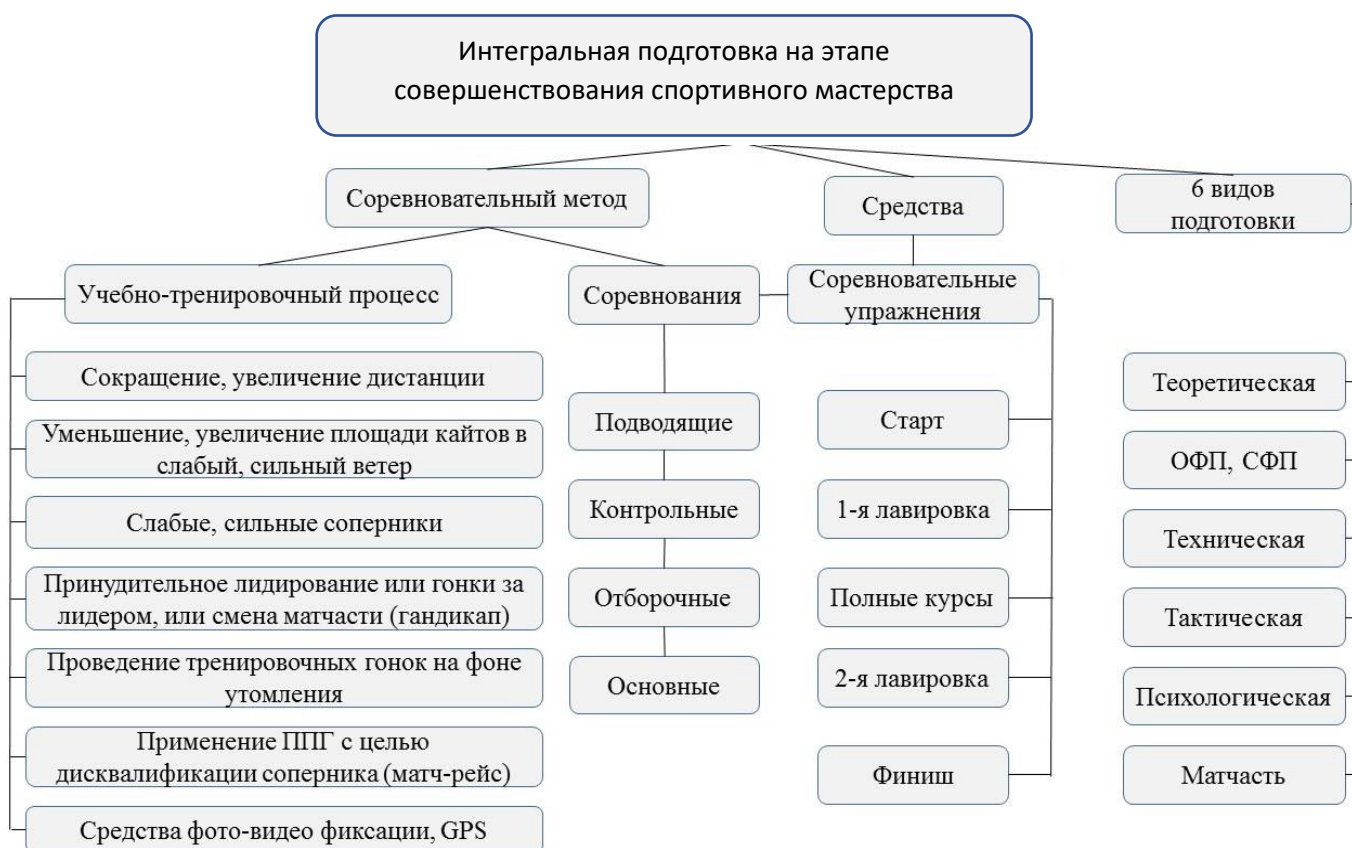 Интегральная подготовка на этапе
совершенствования спортивного мастерства
Соревновательный метод
Средства
6 видов
подготовки
Учебно-тренировочный процесс
Соревнования
Соревновательные
упражнения
Сокращение, увеличение дистанции
Уменьшение, увеличение площади кайтов в
слабый, сильный ветер
Слабые, сильные соперники
Принудительное лидирование или гонки за
лидером, или смена матчасти (гандикап)
Проведение тренировочных гонок на фоне
утомления
Применение ППГ с целью
дисквалификации соперника (матч-рейс)
Средства фото-видео фиксации, GPS
Подводящие
Контрольные
Отборочные
Основные
Старт
1-я лавировка
Полные курсы
2-я лавировка
Финиш
Теоретическая
ОФП, СФП
Техническая
Тактическая
Психологическая
Матчасть